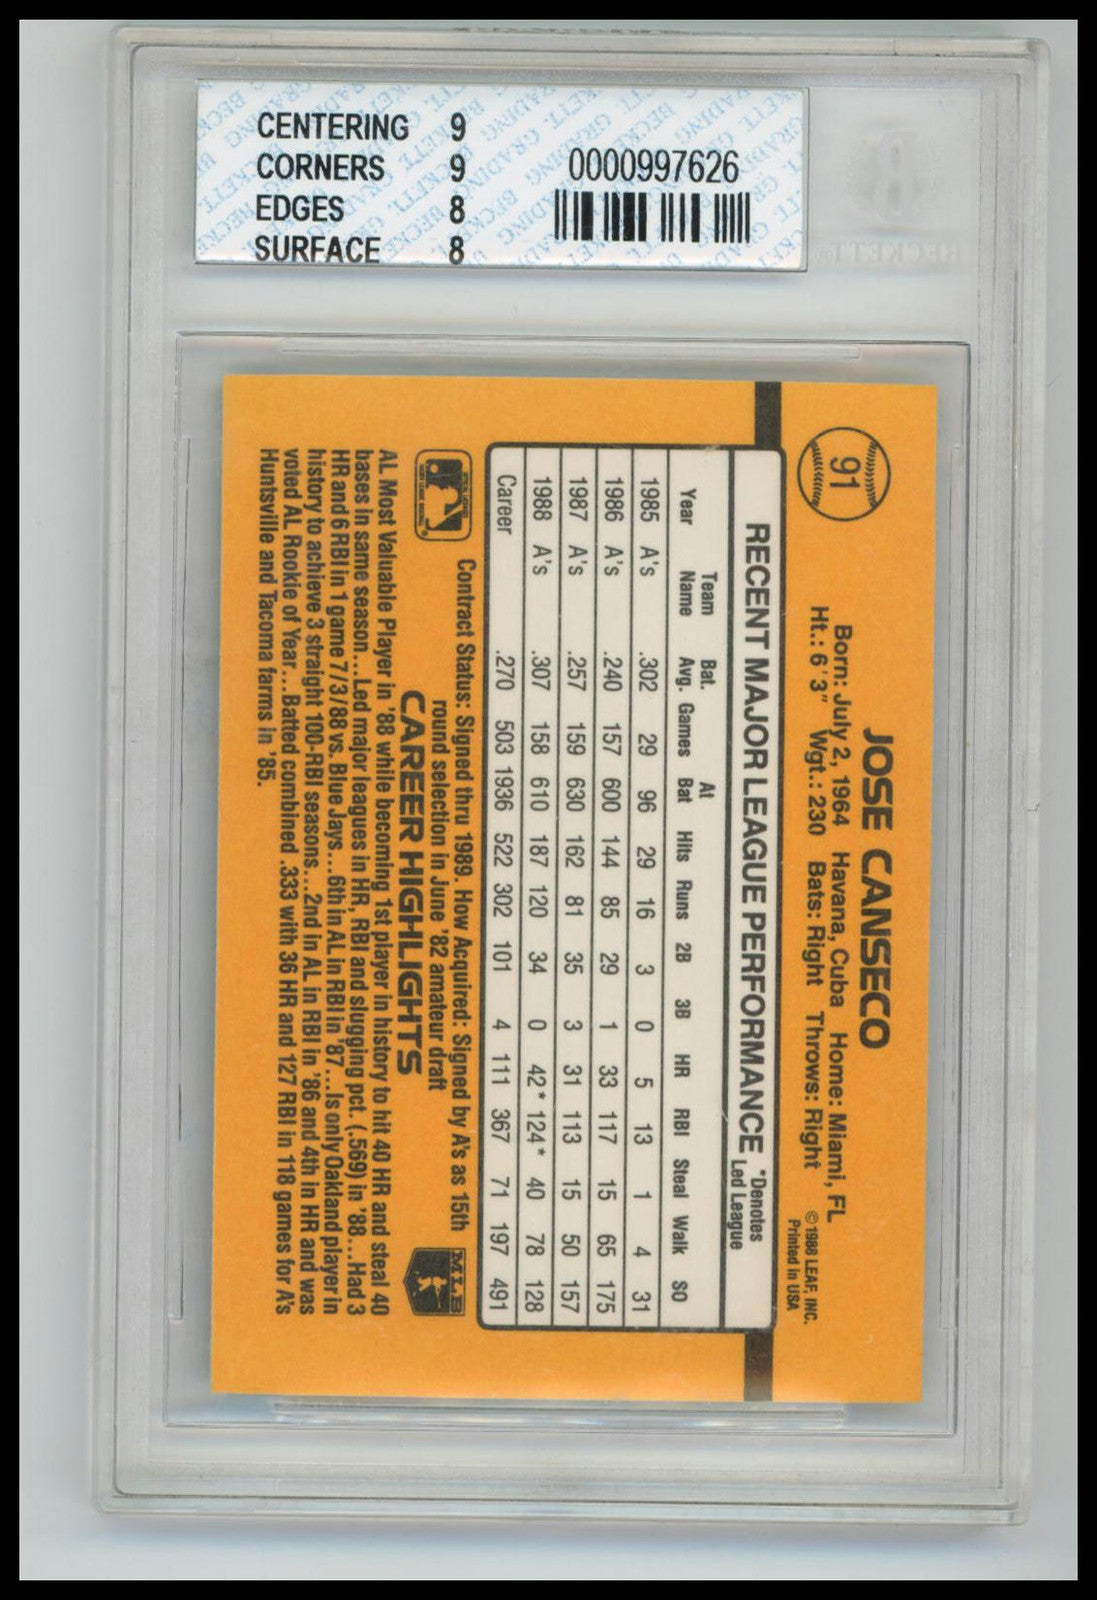 CENTERING 9
CORNERS 9
EDGES 8
SURFACE 8
0000997626
91
JOSE CANSECO
Born: July 2, 1964 Havana, Cuba Home: Miami, FL
Ht.: 6'3" Wgt.: 230 Bats: Right Throws: Right
©1988 LEAF, INC.
Printed in USA
RECENT MAJOR LEAGUE PERFORMANCE
*Denotes
Led League
Year Team Name Bat. Avg. Games At Bat Hits Runs 2B 3B HR RBI Steal Walk SO
1985 A's .302 29 96 29 16 3 0 5 13 1 4 31
1986 A's .240 157 600 144 85 29 1 33 117 15 65 175
1987 A's .257 159 630 162 81 35 3 31 113 15 50 157
1988 A's .307 158 610 187 120 34 0 42* 124* 40 78 128
Career .270 503 1936 522 302 101 4 111 367 71 197 491
Contract Status: Signed thru 1989. How Acquired: Signed by A's as 15th
round selection in June '82 amateur draft
MLB
CAREER HIGHLIGHTS
AL Most Valuable Player in '88 while becoming 1st player in history to hit 40 HR and steal 40
bases in same season...Led major leagues in HR, RBI and slugging pct. (.569) in '88...Had 3
HR and 6 RBI in 1 game 7/3/88 vs. Blue Jays...6th in AL in RBI in '87...Is only Oakland player in
history to achieve 3 straight 100-RBI seasons...2nd in AL in RBI in '86 and 4th in HR and was
voted AL Rookie of Year...Batted combined .333 with 36 HR and 127 RBI in 118 games for A's
Huntsville and Tacoma farms in '85.